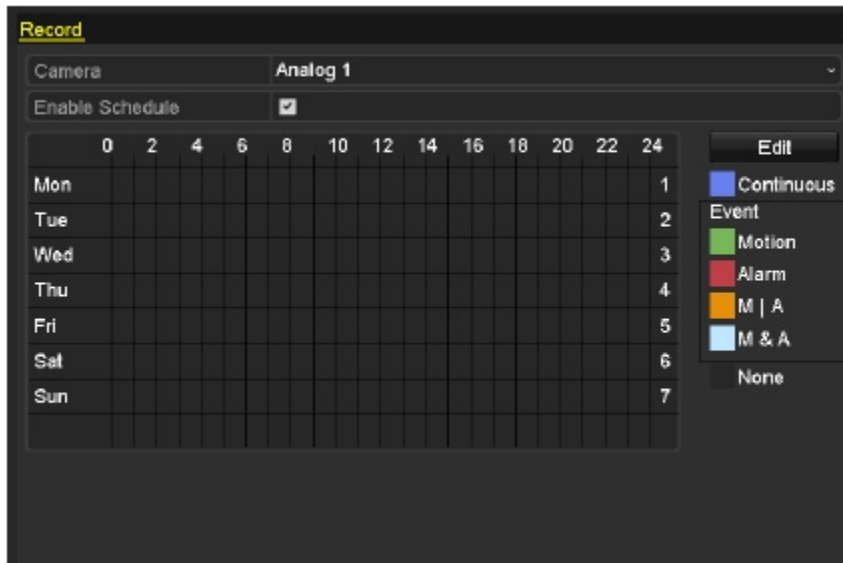 Record
Camera Analog 1
Enable Schedule
0 2 4 6 8 10 12 14 16 18 20 22 24 Edit
Mon 1 Continuous
Tue 2 Event
Motion
Wed 3
Alarm
Thu 4
M | A
Fri 5
M & A
Sat 6
None
Sun 7